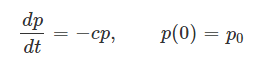 dp/dt = −cp,  p(0) = p₀